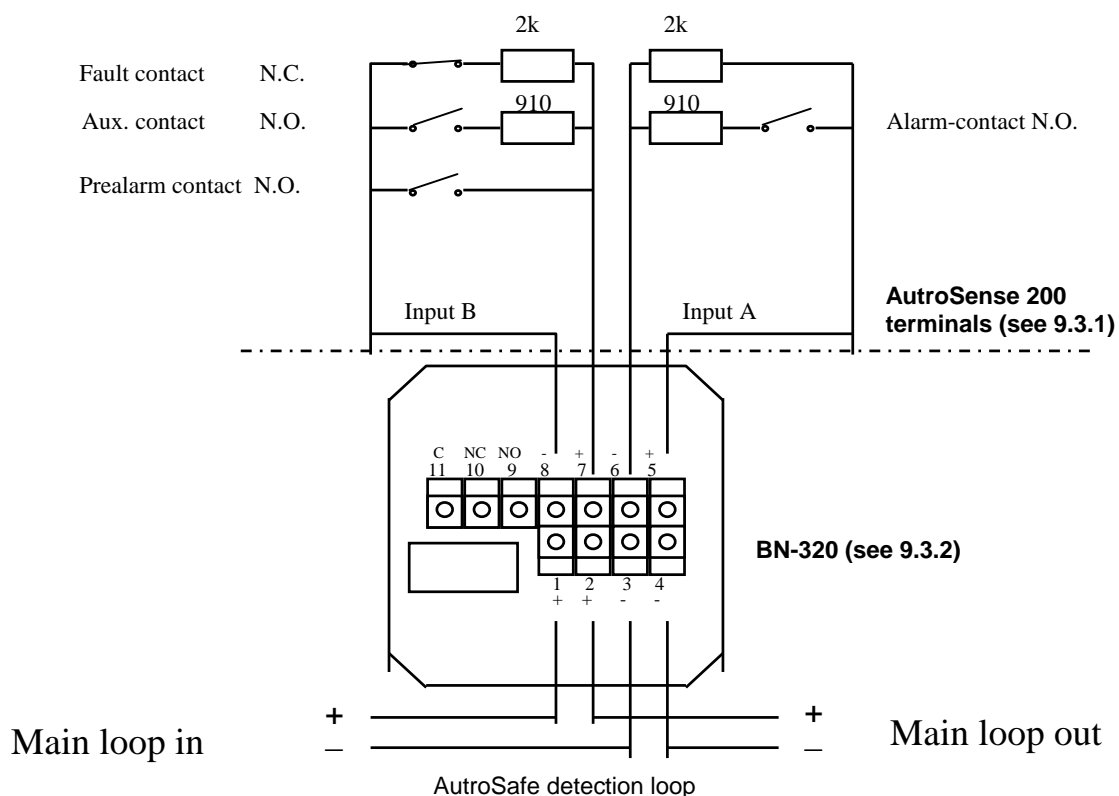 2k 2k
Fault contact N.C.
910 910
Aux. contact N.O. Alarm-contact N.O.
Prealarm contact N.O.
Input B Input A
AutroSense 200
terminals (see 9.3.1)
C NC NO - + - +
11 10 9 8 7 6 5
BN-320 (see 9.3.2)
1 2 3 4
+ + - -
+ +
Main loop in Main loop out
– –
AutroSafe detection loop